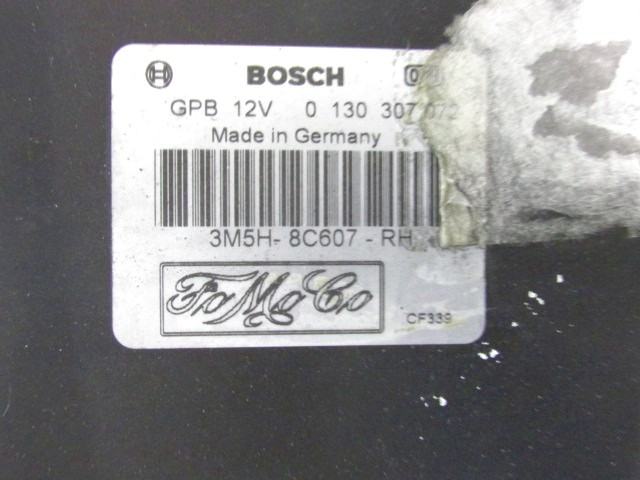 BOSCH
GPB 12V 0 130 307 072
Made in Germany
3M5H- 8C607 - RH
FoMoCo
CF339